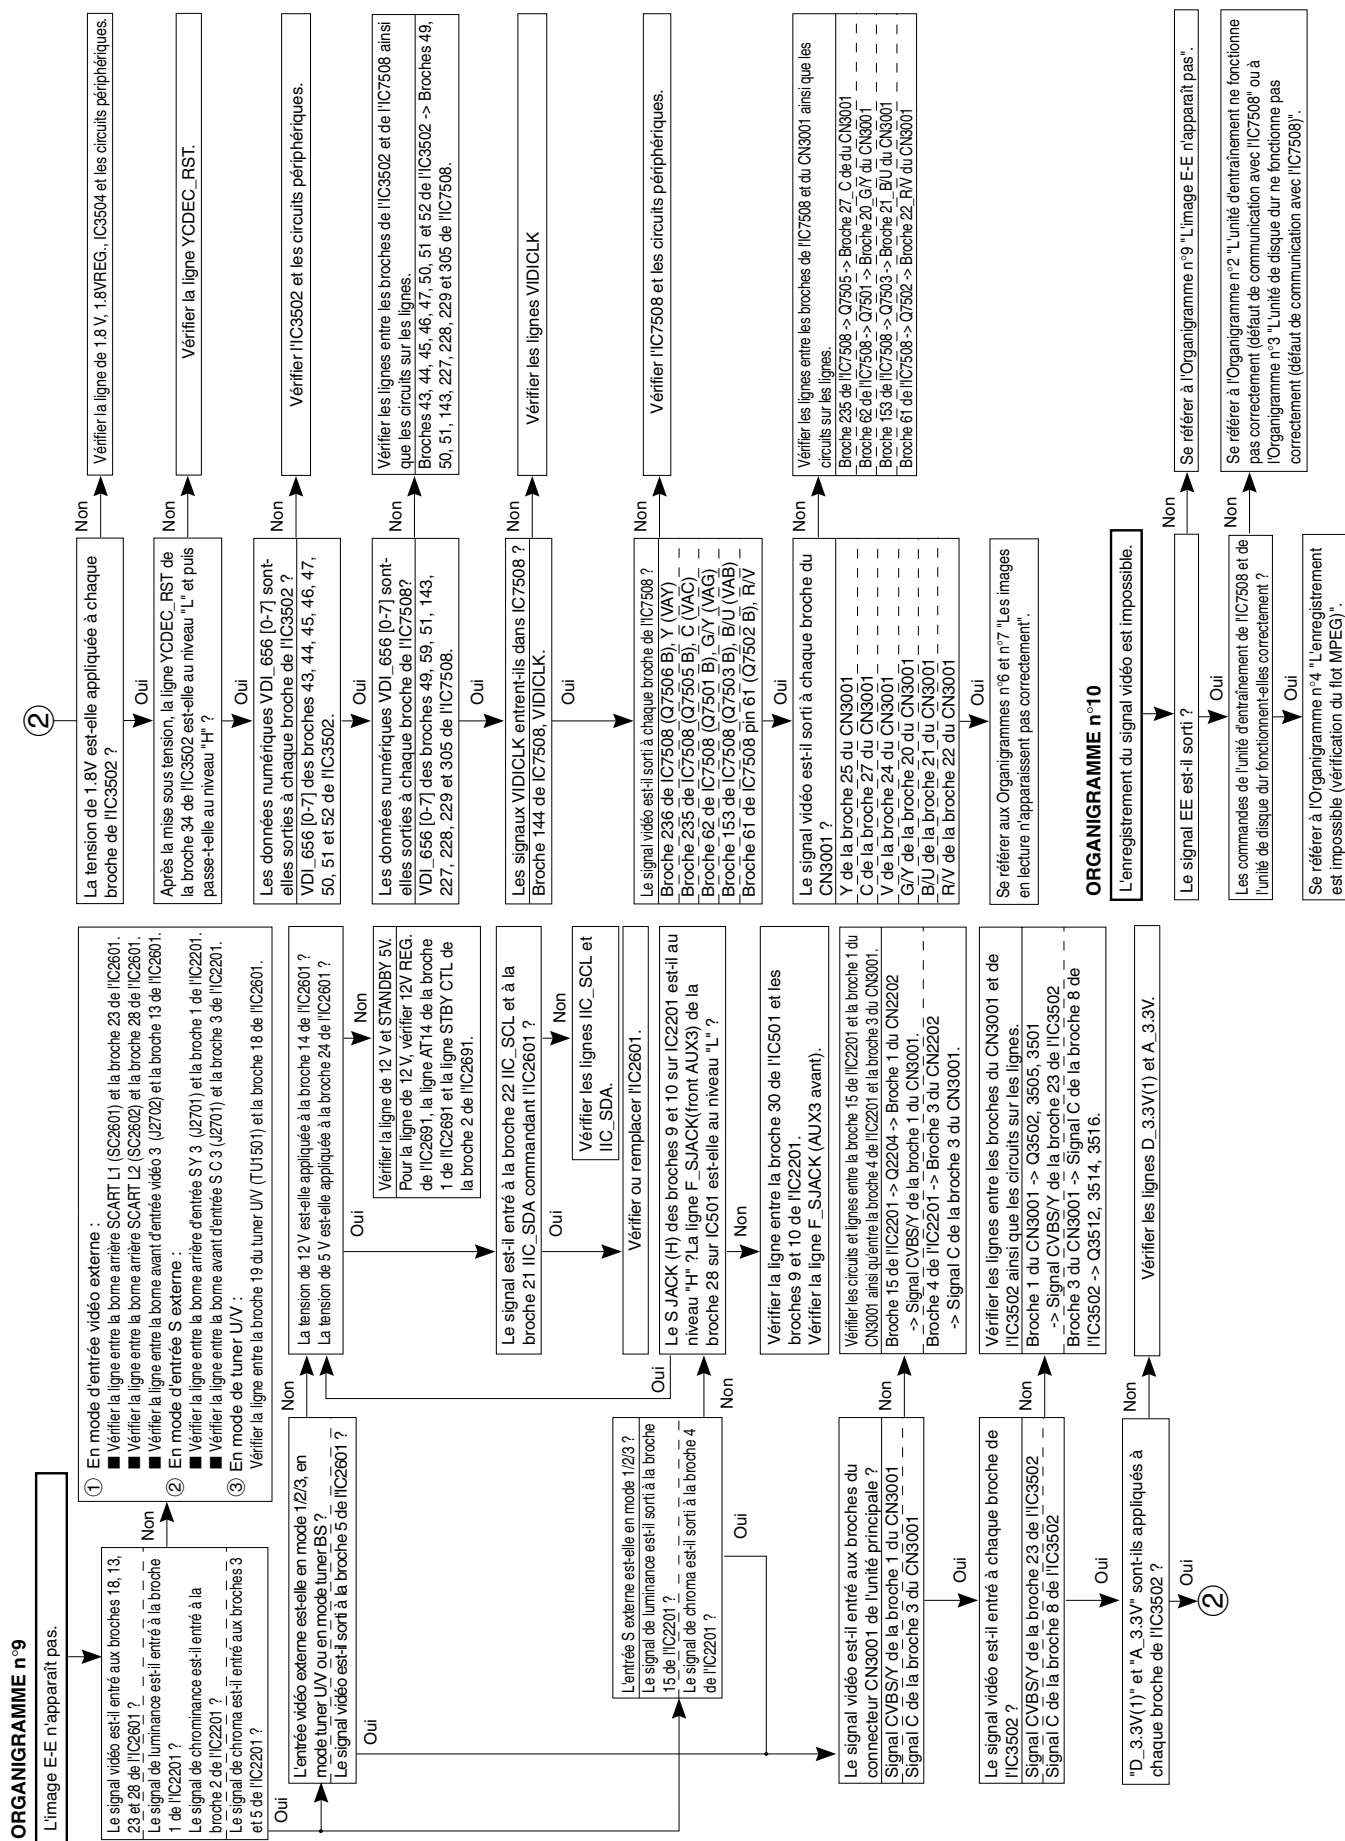 ORGANIGRAMME n°9
L'image E-E n'apparaît pas.
Le signal vidéo est-il entré aux broches 18, 13,
23 et 28 de l'IC2601 ?
Le signal de luminance est-il entré à la broche
1 de l'IC2201 ?
Le signal de chrominance est-il entré à la
broche 2 de l'IC2201 ?
Le signal de chroma est-il entré aux broches 3
et 5 de l'IC2201 ?
Non
Oui
① En mode d'entrée vidéo externe :
■ Vérifier la ligne entre la borne arrière SCART L1 (SC2601) et la broche 23 de l'IC2601.
■ Vérifier la ligne entre la borne arrière SCART L2 (SC2602) et la broche 28 de l'IC2601.
■ Vérifier la ligne entre la borne avant d'entrée vidéo 3 (J2702) et la broche 13 de l'IC2601.
② En mode d'entrée S externe :
■ Vérifier la ligne entre la borne arrière d'entrée S Y 3 (J2701) et la broche 1 de l'IC2201.
■ Vérifier la ligne entre la borne avant d'entrée S C 3 (J2701) et la broche 3 de l'IC2201.
③ En mode de tuner U/V :
Vérifier la ligne entre la broche 19 du tuner U/V (TU1501) et la broche 18 de l'IC2601.
L'entrée vidéo externe est-elle en mode 1/2/3, en
mode tuner U/V ou en mode tuner BS ?
Le signal vidéo est-il sorti à la broche 5 de l'IC2601 ?
Non
Oui
La tension de 12 V est-elle appliquée à la broche 14 de l'IC2601 ?
La tension de 5 V est-elle appliquée à la broche 24 de l'IC2601 ?
Non
Oui
Vérifier la ligne de 12 V et STANDBY 5V.
Pour la ligne de 12 V, vérifier 12V REG.
de l'IC2691, la ligne AT14 de la broche
1 de l'IC2691 et la ligne STBY CTL de
la broche 2 de l'IC2691.
Le signal est-il entré à la broche 22 IIC_SCL et à la
broche 21 IIC_SDA commandant l'IC2601 ?
Non
Oui
Vérifier les lignes IIC_SCL et
IIC_SDA.
Vérifier ou remplacer l'IC2601.
L'entrée S externe est-elle en mode 1/2/3 ?
Le signal de luminance est-il sorti à la broche
15 de l'IC2201 ?
Le signal de chroma est-il sorti à la broche 4
de l'IC2201 ?
Oui
Non
Oui
Le S JACK (H) des broches 9 et 10 sur IC2201 est-il au
niveau "H" ?La ligne F_SJACK(front AUX3) de la
broche 28 sur IC501 est-elle au niveau "L" ?
Non
Vérifier la ligne entre la broche 30 de l'IC501 et les
broches 9 et 10 de l'IC2201.
Vérifier la ligne F_SJACK (AUX3 avant).
Le signal vidéo est-il entré aux broches du
connecteur CN3001 de l'unité principale ?
Signal CVBS/Y de la broche 1 du CN3001
Signal C de la broche 3 du CN3001
Non
Oui
Vérifier les circuits et lignes entre la broche 15 de l'IC2201 et la broche 1 du
CN3001 ainsi qu'entre la broche 4 de l'IC2201 et la broche 3 du CN3001.
Broche 15 de l'IC2201 -> Q2204 -> Broche 1 du CN2202
-> Signal CVBS/Y de la broche 1 du CN3001.
Broche 4 de l'IC2201 -> Broche 3 du CN2202
-> Signal C de la broche 3 du CN3001.
Le signal vidéo est-il entré à chaque broche de
l'IC3502 ?
Signal CVBS/Y de la broche 23 de l'IC3502
Signal C de la broche 8 de l'IC3502
Non
Oui
Vérifier les lignes entre les broches du CN3001 et de
l'IC3502 ainsi que les circuits sur les lignes.
Broche 1 du CN3001 -> Q3502, 3505, 3501
-> Signal CVBS/Y de la broche 23 de l'IC3502
Broche 3 du CN3001 -> Signal C de la broche 8 de
l'IC3502 -> Q3512, 3514, 3516.
"D_3.3V(1)" et "A_3.3V" sont-ils appliqués à
chaque broche de l'IC3502 ?
Non
Oui
Vérifier les lignes D_3.3V(1) et A_3.3V.
②
②
La tension de 1.8V est-elle appliquée à chaque
broche de l'IC3502 ?
Non
Oui
Vérifier la ligne de 1.8 V, 1.8VREG., IC3504 et les circuits périphériques.
Après la mise sous tension, la ligne YCDEC_RST de
la broche 34 de l'IC3502 est-elle au niveau "L" et puis
passe-t-elle au niveau "H" ?
Non
Oui
Vérifier la ligne YCDEC_RST.
Les données numériques VDI_656 [0-7] sont-
elles sorties à chaque broche de l'IC3502 ?
VDI_656 [0-7] des broches 43, 44, 45, 46, 47,
50, 51 et 52 de l'IC3502.
Non
Oui
Vérifier l'IC3502 et les circuits périphériques.
Les données numériques VDI_656 [0-7] sont-
elles sorties à chaque broche de l'IC7508?
VDI_656 [0-7] des broches 49, 59, 51, 143,
227, 228, 229 et 305 de l'IC7508.
Non
Oui
Vérifier les lignes entre les broches de l'IC3502 et de l'IC7508 ainsi
que les circuits sur les lignes.
Broches 43, 44, 45, 46, 47, 50, 51 et 52 de l'IC3502 -> Broches 49,
50, 51, 143, 227, 228, 229 et 305 de l'IC7508.
Les signaux VIDICLK entrent-ils dans IC7508 ?
Broche 144 de IC7508, VIDICLK.
Non
Oui
Vérifier les lignes VIDICLK
Le signal vidéo est-il sorti à chaque broche de l'IC7508 ?
Broche 236 de IC7508 (Q7506 B), Y (VAY)
Broche 235 de IC7508 (Q7505 B), C (VAC)
Broche 62 de IC7508 (Q7501 B), G/Y (VAG)
Broche 153 de IC7508 (Q7503 B), B/U (VAB)
Broche 61 de IC7508 pin 61 (Q7502 B), R/V
Non
Oui
Vérifier l'IC7508 et les circuits périphériques.
Le signal vidéo est-il sorti à chaque broche du
CN3001 ?
Y de la broche 25 du CN3001
C de la broche 27 du CN3001
V de la broche 24 du CN3001
G/Y de la broche 20 du CN3001
B/U de la broche 21 du CN3001
R/V de la broche 22 du CN3001
Non
Oui
Vérifier les lignes entre les broches de l'IC7508 et du CN3001 ainsi que les
circuits sur les lignes.
Broche 235 de l'IC7508 -> Q7505 -> Broche 27_C de du CN3001
Broche 62 de l'IC7508 -> Q7501 -> Broche 20_G/Y du CN3001
Broche 153 de l'IC7508 -> Q7503 -> Broche 21_B/U du CN3001
Broche 61 de l'IC7508 -> Q7502 -> Broche 22_R/V du CN3001
Se référer aux Organigrammes n°6 et n°7 "Les images
en lecture n'apparaissent pas correctement".
ORGANIGRAMME n°10
L'enregistrement du signal vidéo est impossible.
Le signal EE est-il sorti ?
Non
Oui
Se référer à l'Organigramme n°9 "L'image E-E n'apparaît pas".
Les commandes de l'unité d'entraînement de l'IC7508 et de
l'unité de disque dur fonctionnent-elles correctement ?
Non
Oui
Se référer à l'Organigramme n°2 "L'unité d'entraînement ne fonctionne
pas correctement (défaut de communication avec l'IC7508" ou à
l'Organigramme n°3 "L'unité de disque dur ne fonctionne pas
correctement (défaut de communication avec l'IC7508)".
Se référer à l'Organigramme n°4 "L'enregistrement
est impossible (vérification du flot MPEG)".